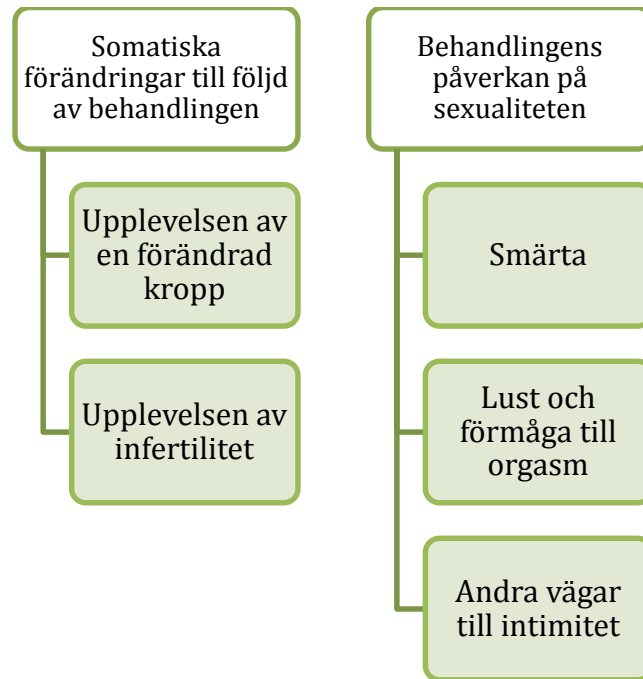 Somatiska
förändringar till följd
av behandlingen
Upplevelsen av
en förändrad
kropp
Upplevelsen av
infertilitet
Behandlingens
påverkan på
sexualiteten
Smärta
Lust och
förmåga till
orgasm
Andra vägar
till intimitet